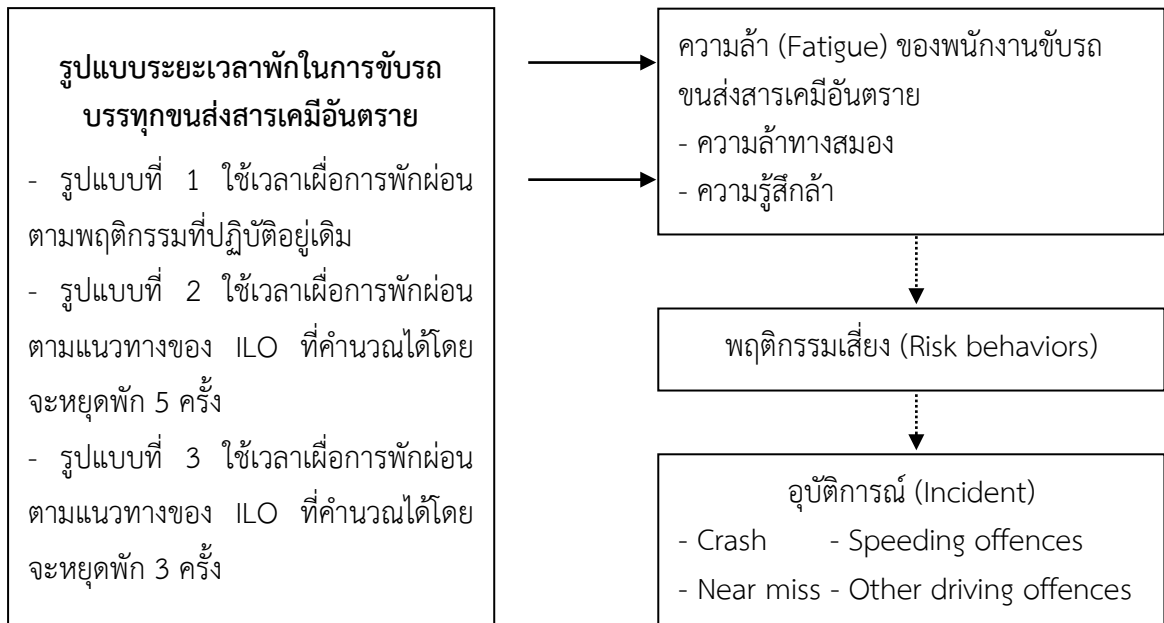 รูปแบบระยะเวลาพักในการขับรถ
บรรทุกขนส่งสารเคมีอันตราย
- รูปแบบที่ 1 ใช้เวลาเผื่อการพักผ่อน
ตามพฤติกรรมที่ปฏิบัติอยู่เดิม
- รูปแบบที่ 2 ใช้เวลาเผื่อการพักผ่อน
ตามแนวทางของ ILO ที่คำนวณได้โดย
จะหยุดพัก 5 ครั้ง
- รูปแบบที่ 3 ใช้เวลาเผื่อการพักผ่อน
ตามแนวทางของ ILO ที่คำนวณได้โดย
จะหยุดพัก 3 ครั้ง
ความล้า (Fatigue) ของพนักงานขับรถ
ขนส่งสารเคมีอันตราย
- ความล้าทางสมอง
- ความรู้สึกล้า
พฤติกรรมเสี่ยง (Risk behaviors)
อุบัติการณ์ (Incident)
- Crash - Speeding offences
- Near miss - Other driving offences